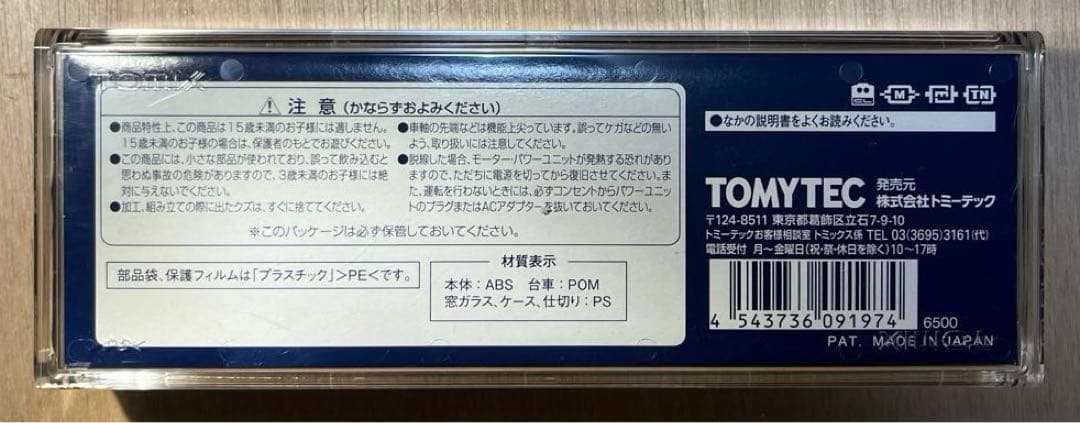 TOMIX
⚠ 注意 (かならずおよみください)
●商品特性上、この商品は15歳未満のお子様には適しません。
15歳未満のお子様の場合は、保護者のもとでお遊びください。
●この商品には、小さな部品が使われており、誤って飲み込むと
思わぬ事故の危険がありますので、3歳未満のお子様には絶
対に与えないでください。
●加工、組み立ての際に出たクズは、すぐに捨ててください。
●車軸の先端などは機能上尖っています。誤ってケガなどの無い
よう、取り扱いには注意してください。
●脱線した場合、モーター・パワーユニットが発熱する恐れがあり
ますので、ただちに電源を切ってから復旧させてください。ま
た、運転を行わないときには、必ずコンセントからパワーユニッ
トのプラグまたはACアダプターを抜いておいてください。
※このパッケージは必ず保管しておいてください。
部品袋、保護フィルムは「プラスチック」>PE<です。
材質表示
本体:ABS 台車:POM
窓ガラス、ケース、仕切り:PS
CL M F TN
●なかの説明書をよくお読みください。
TOMYTEC 発売元
株式会社トミーテック
〒124-8511 東京都葛飾区立石7-9-10
トミーテックお客様相談室 トミックス係 TEL 03(3695)3161(代)
電話受付 月〜金曜日(祝・祭・休日を除く)10〜17時
4 543736 091974
6500
PAT. MADE IN JAPAN